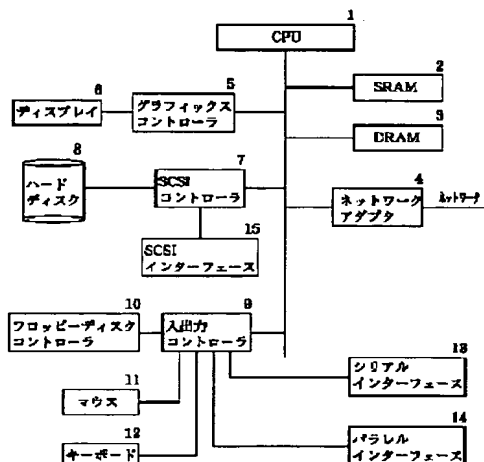 1
CPU
2
SRAM
3
DRAM
6
ディスプレイ
5
グラフィックス
コントローラ
8
ハード
ディスク
7
SCSI
コントローラ
4
ネットワーク
アダプタ
ネットワーク
15
SCSI
インターフェース
10
フロッピーディスク
コントローラ
9
入出力
コントローラ
13
シリアル
インターフェース
11
マウス
14
パラレル
インターフェース
12
キーボード